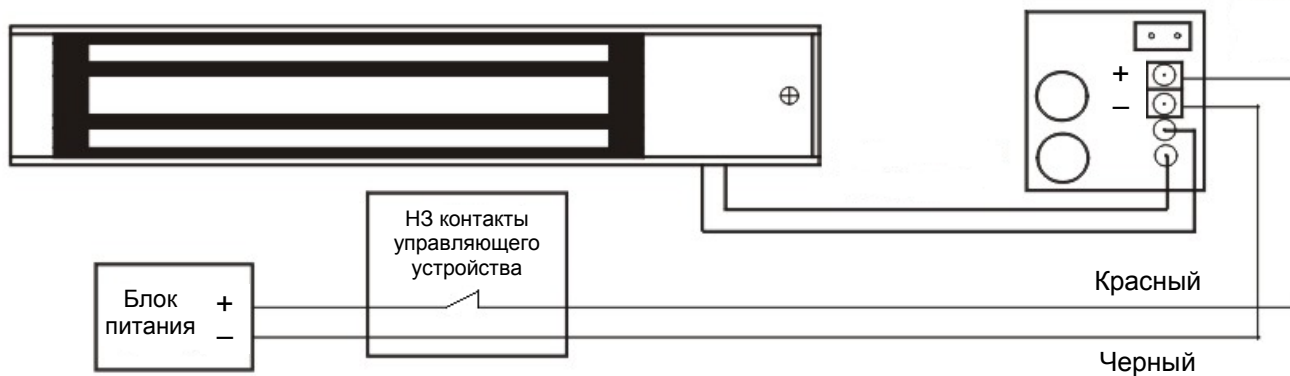 +
–
НЗ контакты
управляющего
устройства
Красный
Блок
питания
+
–
Черный